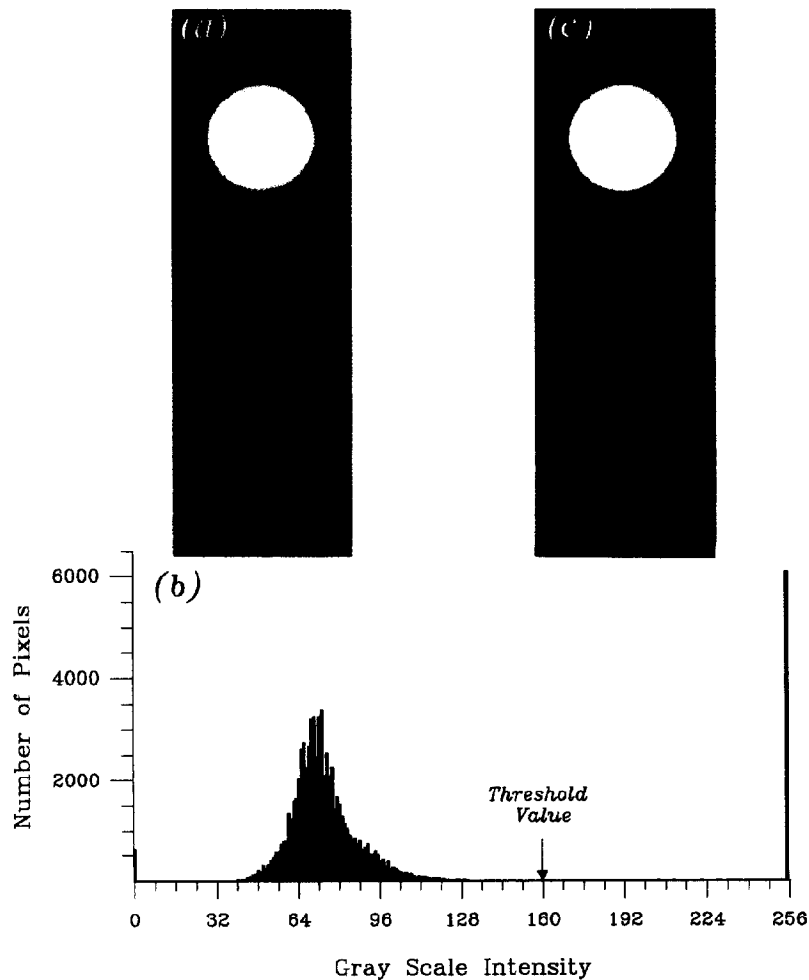 (a)
(c)
(b)
6000
4000
2000
Number of Pixels
Threshold
Value
0 32 64 96 128 160 192 224 256
Gray Scale Intensity